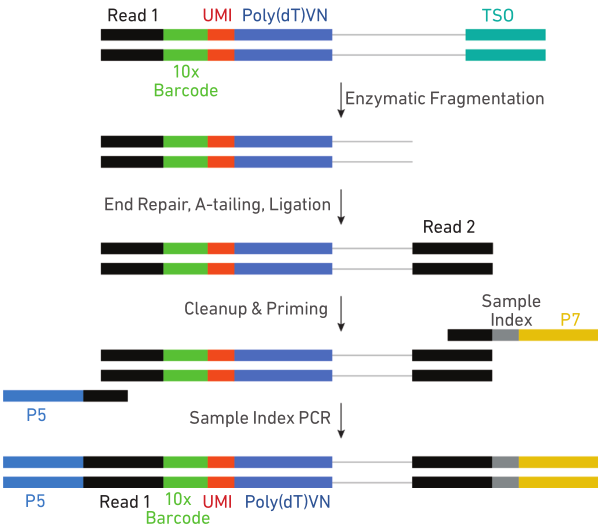 Read 1 UMI Poly(dT)VN TSO
10x
Barcode
Enzymatic Fragmentation
End Repair, A-tailing, Ligation
Read 2
Cleanup & Priming
Sample
Index P7
P5
Sample Index PCR
P5 Read 1 10x UMI Poly(dT)VN
Barcode